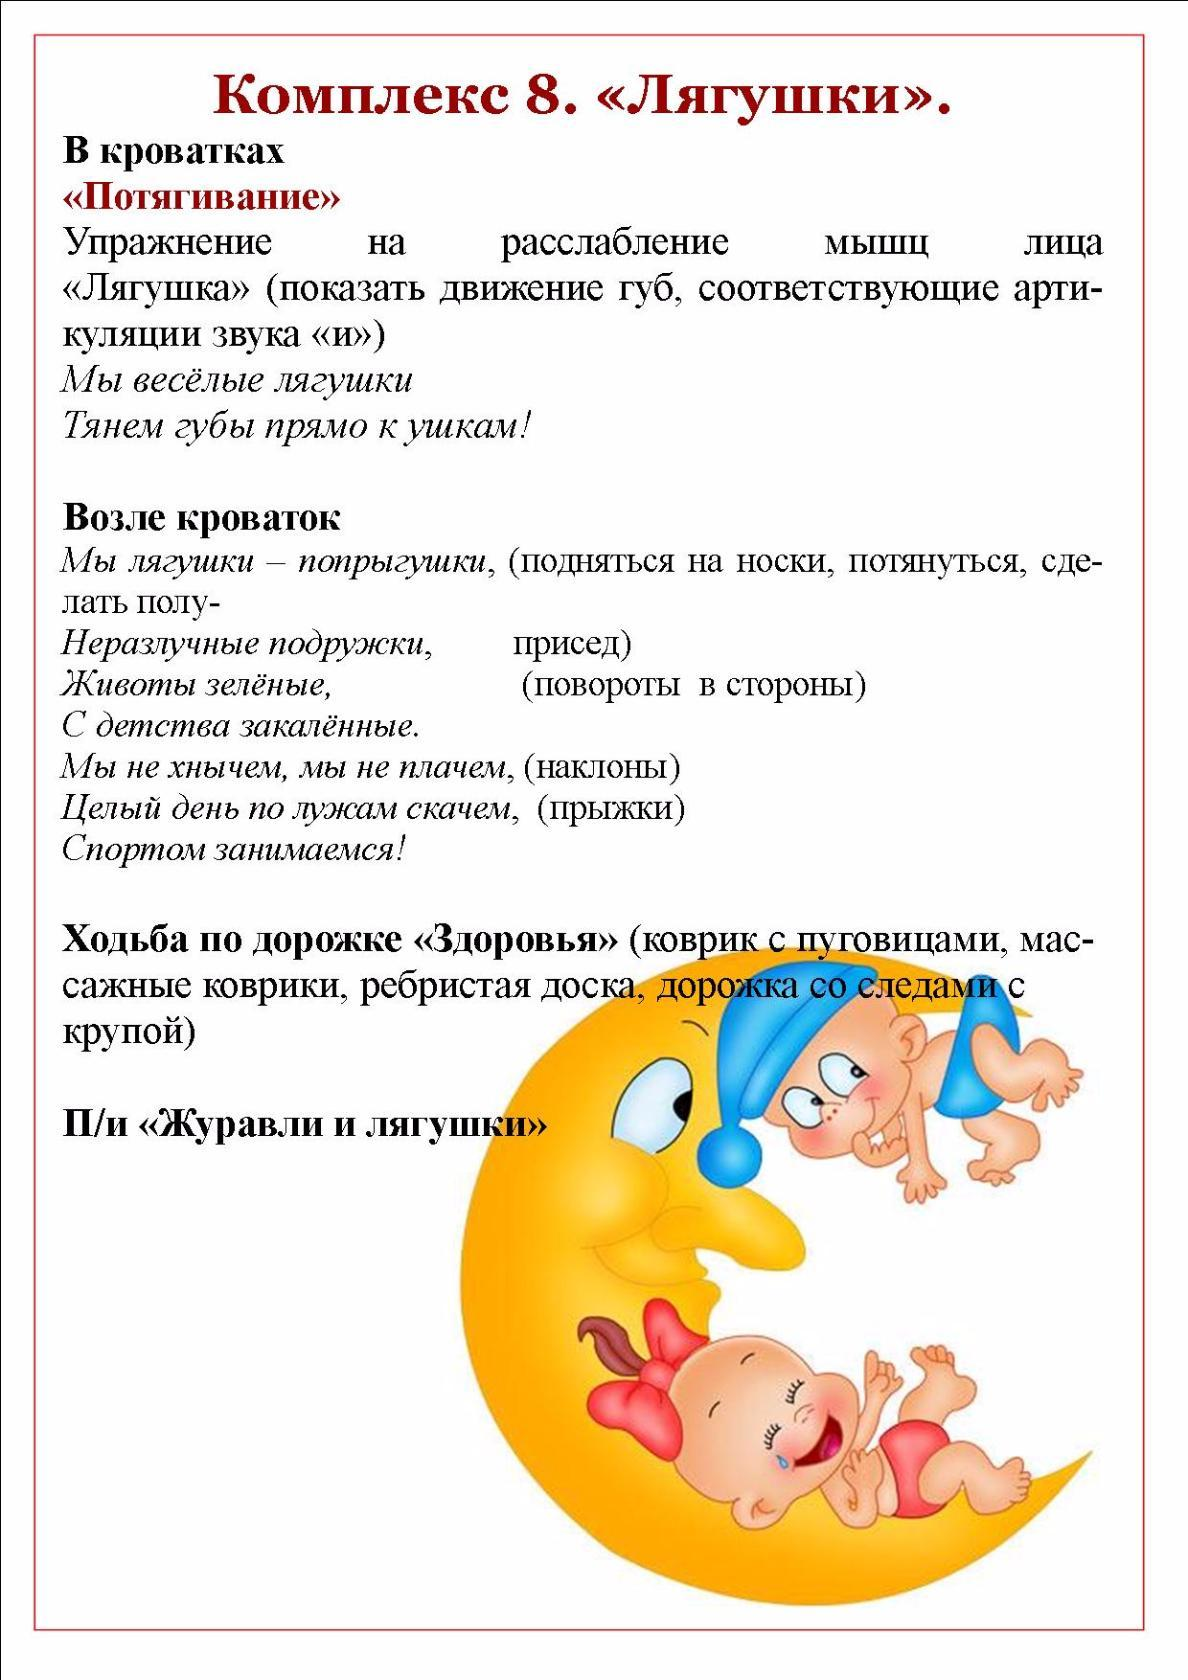 Комплекс 8. «Лягушки».
В кроватках
«Потягивание»
Упражнение на расслабление мышц лица
«Лягушка» (показать движение губ, соответствующие арти-
куляции звука «и»)
Мы весёлые лягушки
Тянем губы прямо к ушкам!
Возле кроваток
Мы лягушки – попрыгушки, (подняться на носки, потянуться, сде-
лать полу-
Неразлучные подружки, присед)
Животы зелёные, (повороты в стороны)
С детства закалённые.
Мы не хнычем, мы не плачем, (наклоны)
Целый день по лужам скачем, (прыжки)
Спортом занимаемся!
Ходьба по дорожке «Здоровья» (коврик с пуговицами, мас-
сажные коврики, ребристая доска, дорожка со следами с
крупой)
П/и «Журавли и лягушки»